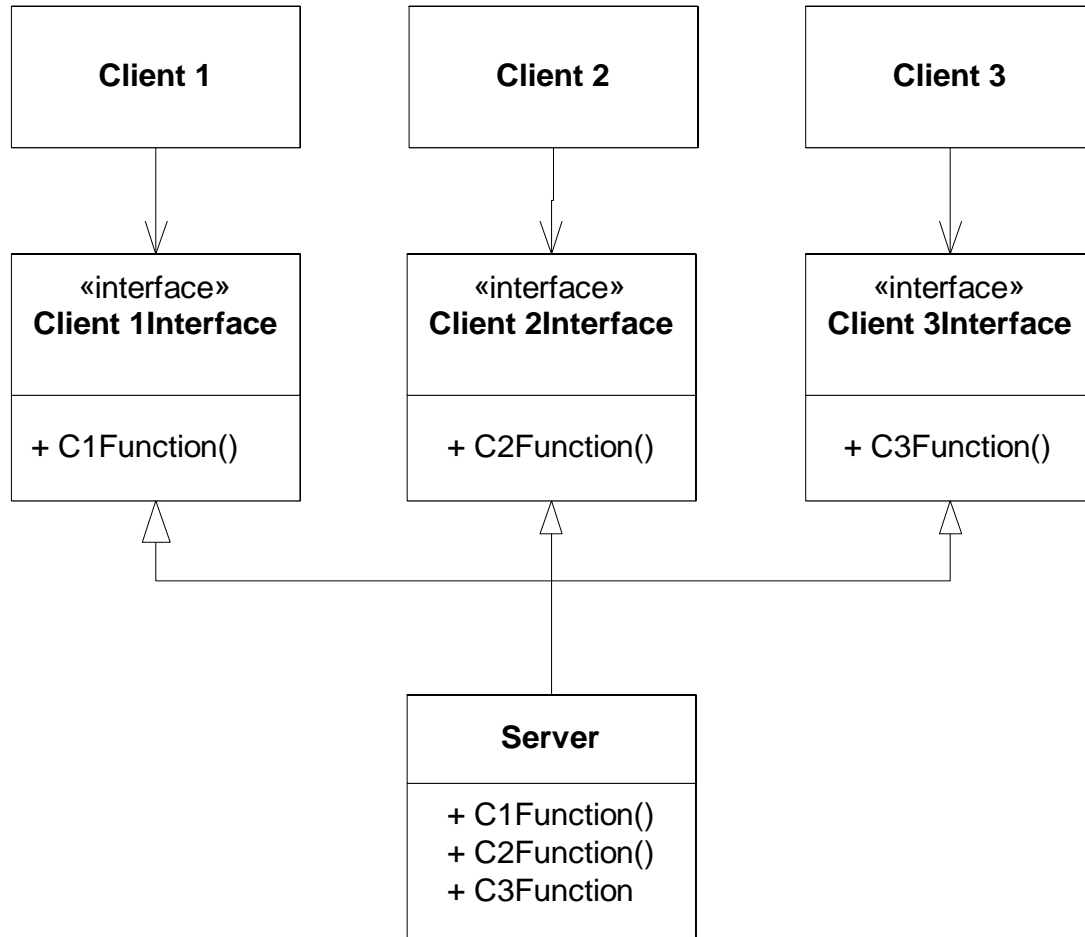 Client 1
Client 2
Client 3
«interface»
Client 1Interface
+ C1Function()
«interface»
Client 2Interface
+ C2Function()
«interface»
Client 3Interface
+ C3Function()
Server
+ C1Function()
+ C2Function()
+ C3Function